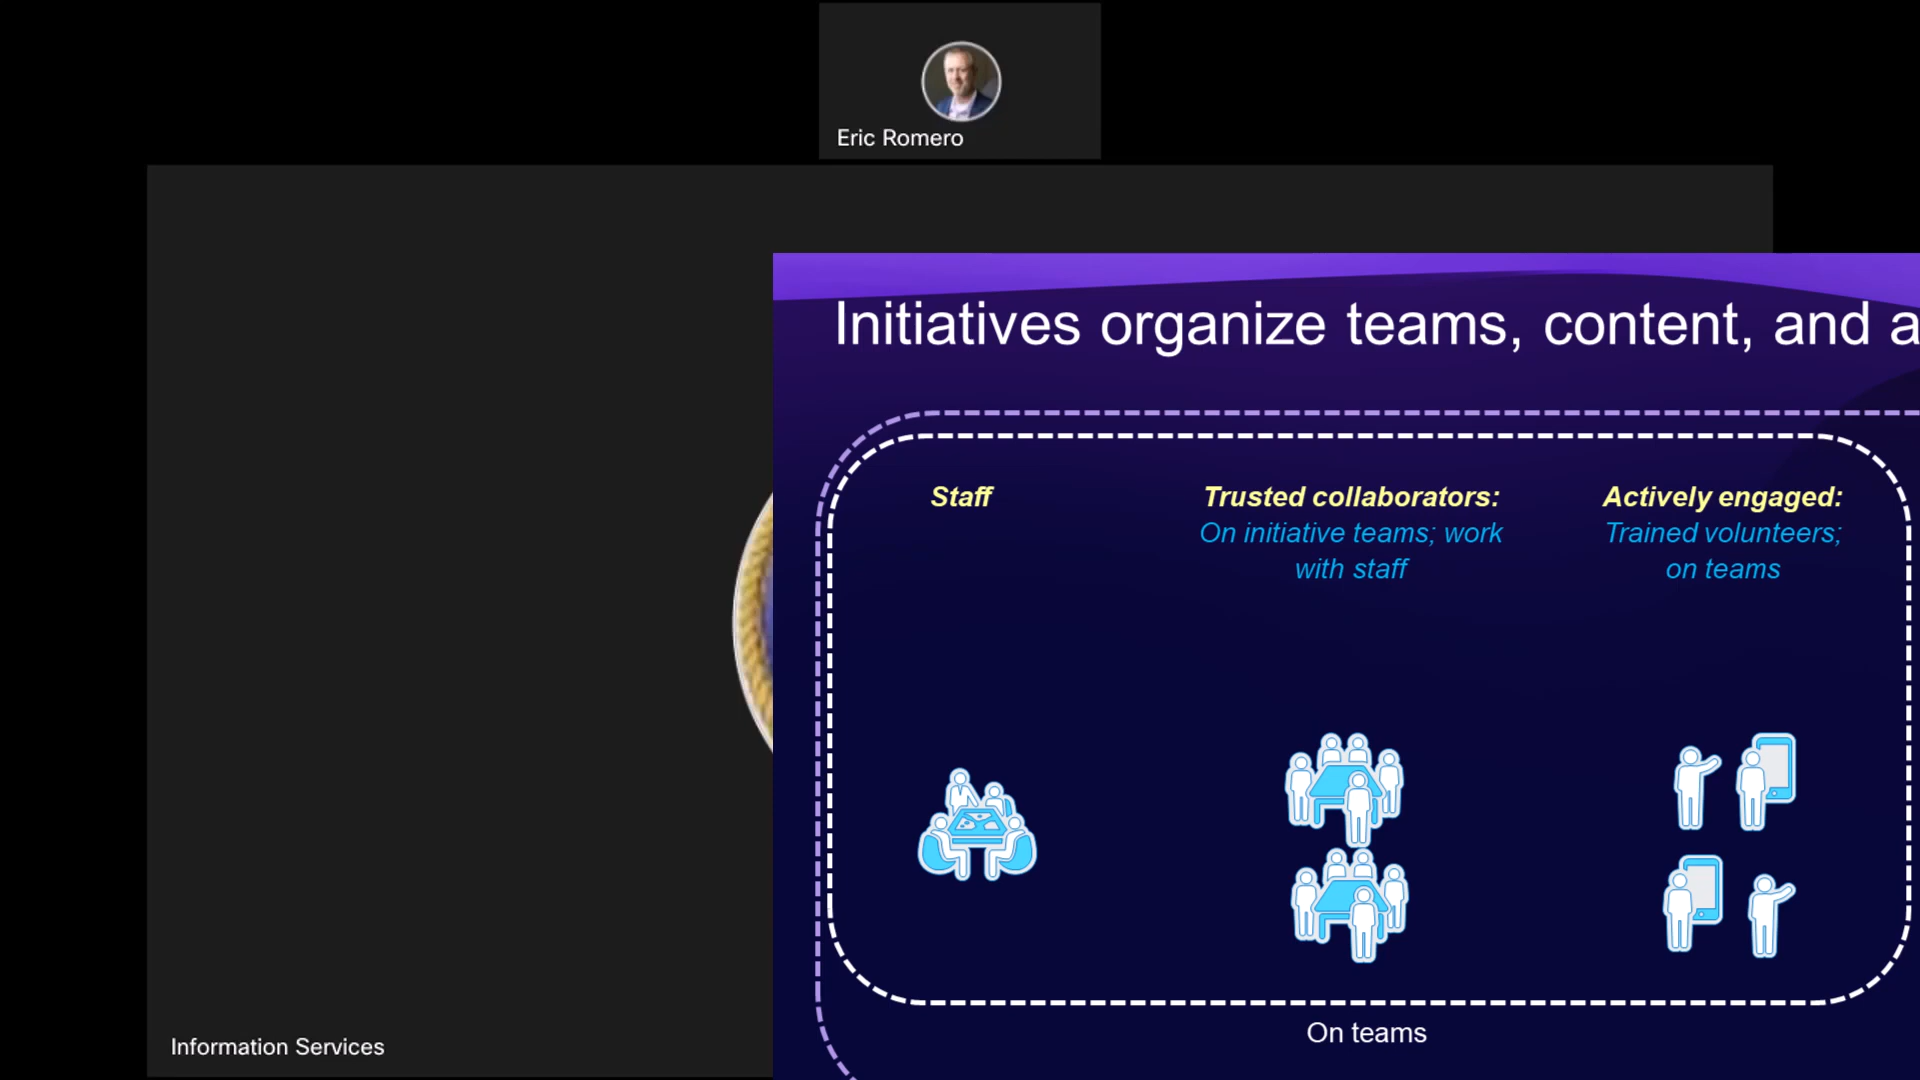 Eric Romero
Initiatives organize teams, content, and a
Staff
Trusted collaborators:
On initiative teams; work
with staff
Actively engaged:
Trained volunteers;
on teams
On teams
Information Services